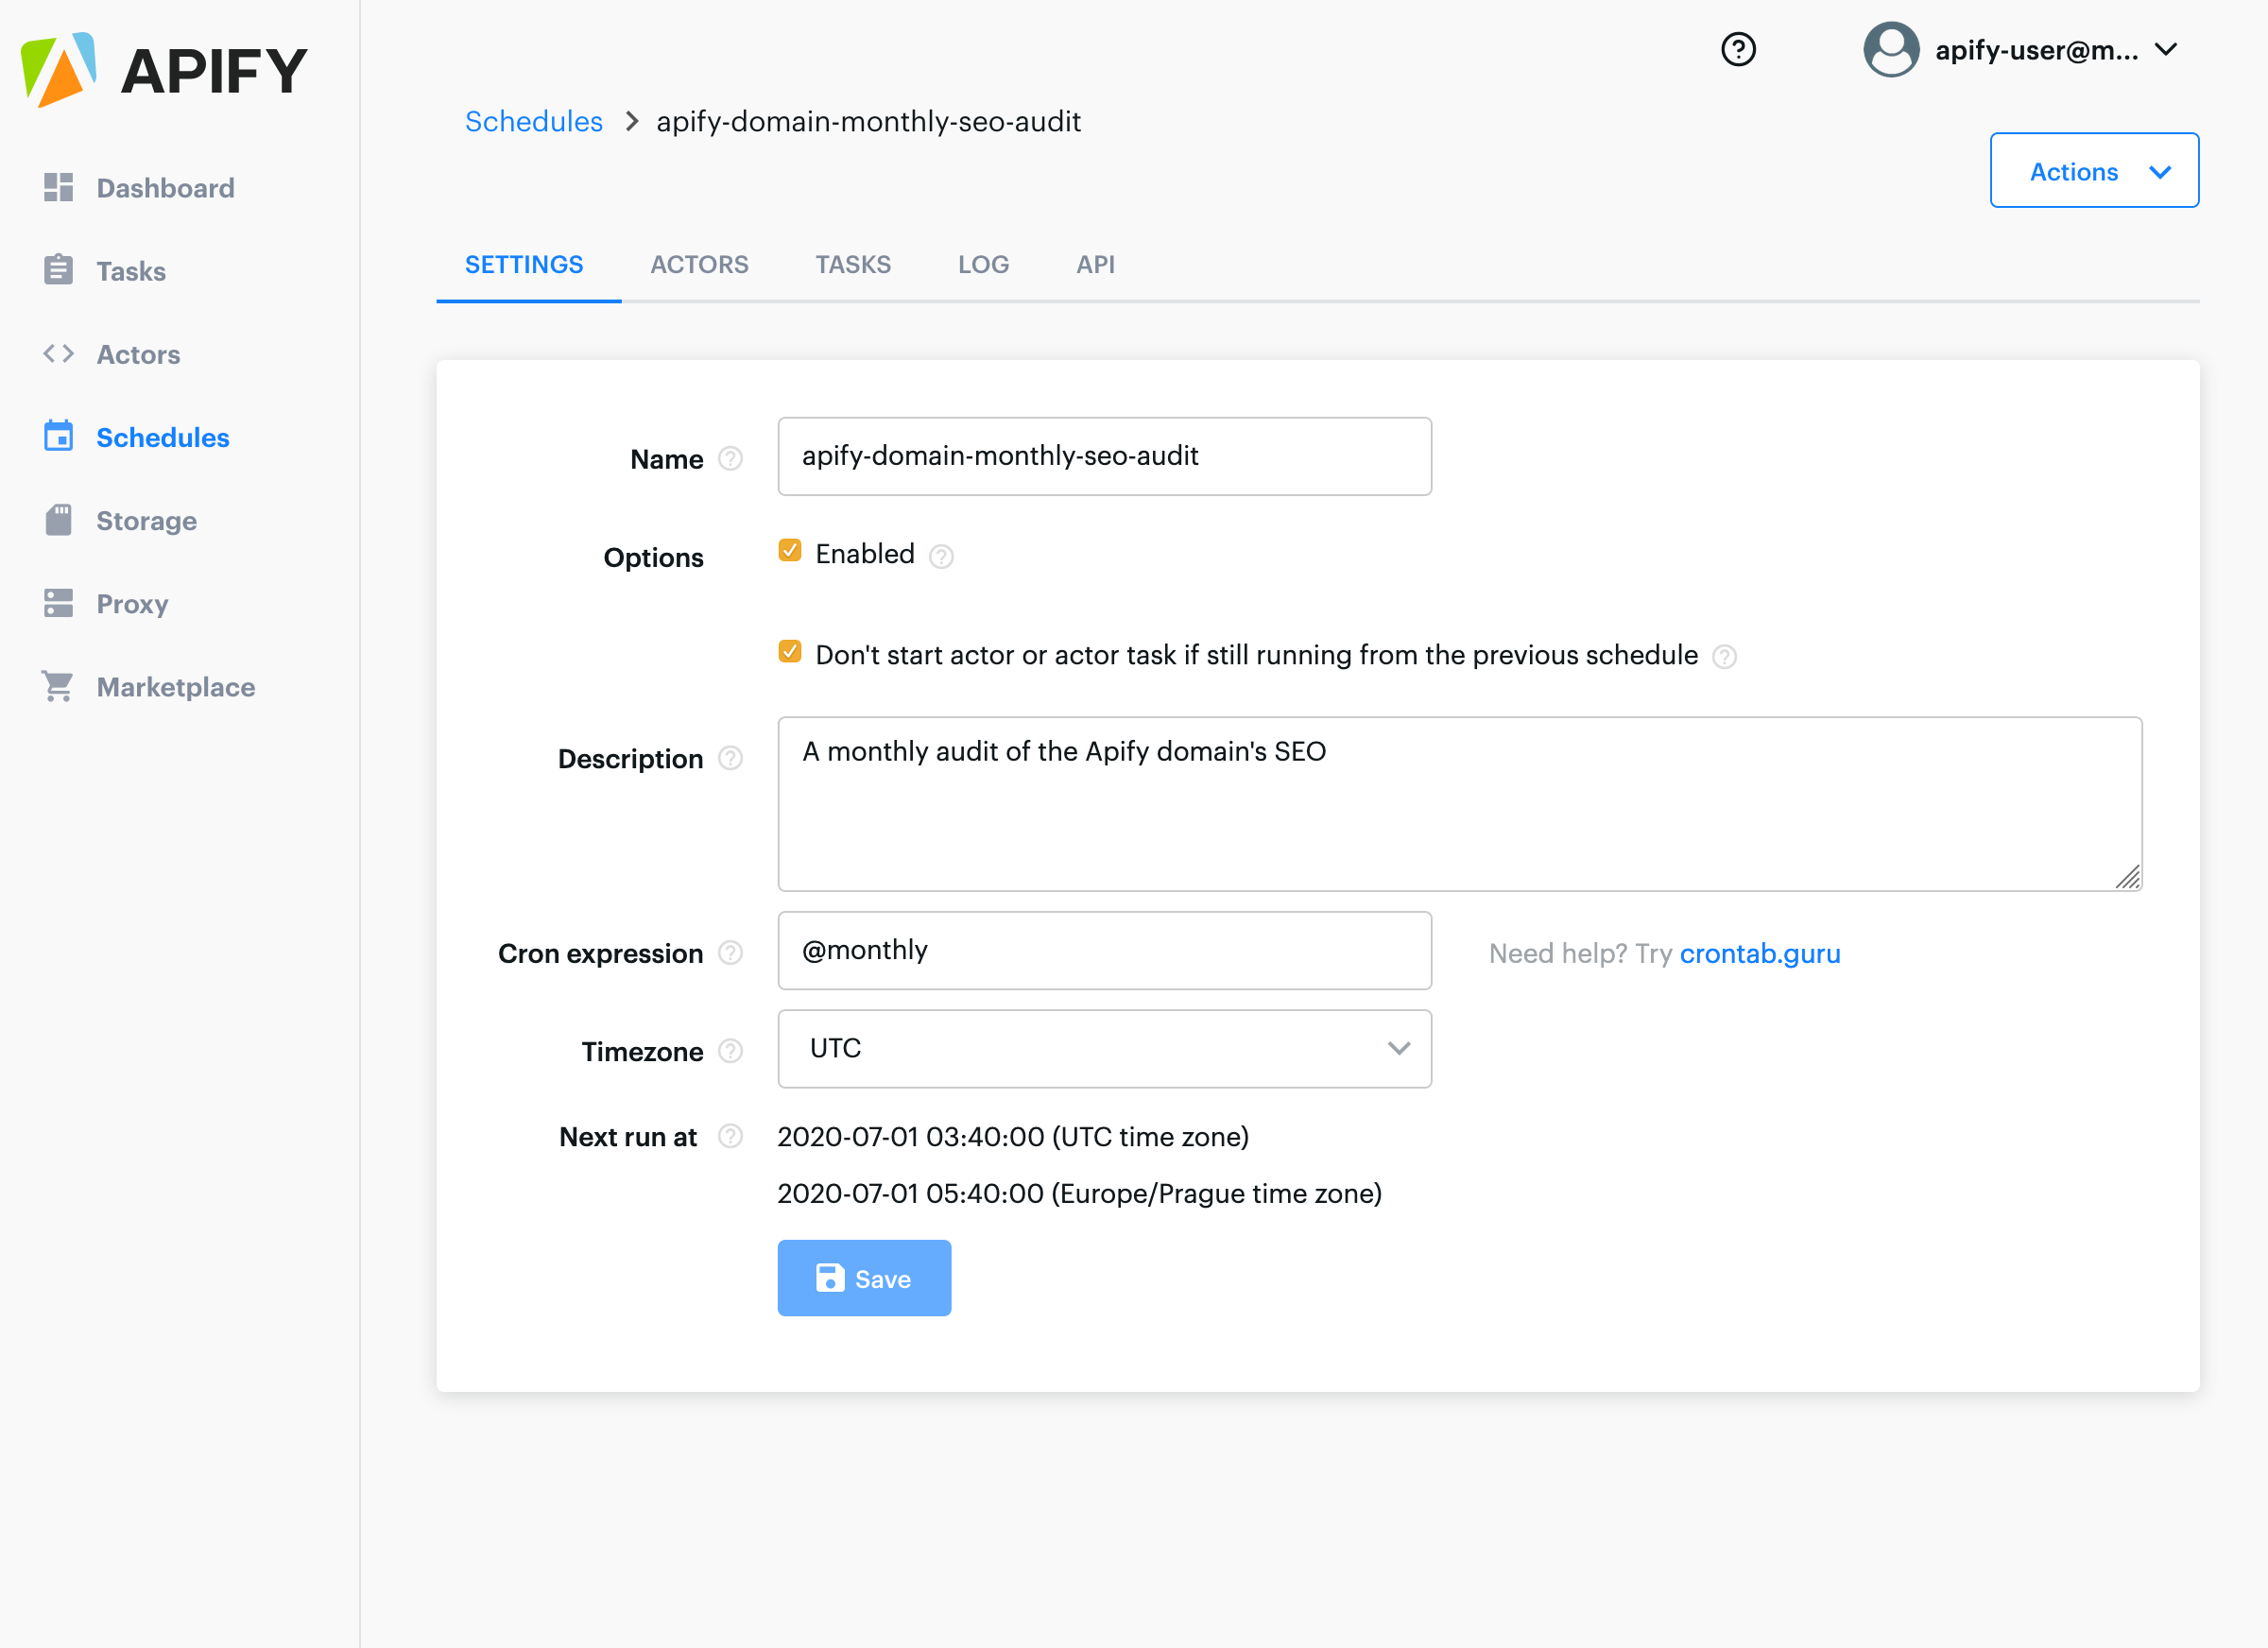 APIFY
apify-user@m...
Schedules > apify-domain-monthly-seo-audit
Actions
Dashboard
Tasks
Actors
Schedules
Storage
Proxy
Marketplace
SETTINGS ACTORS TASKS LOG API
Name ? apify-domain-monthly-seo-audit
Options Enabled ?
Don't start actor or actor task if still running from the previous schedule ?
Description ? A monthly audit of the Apify domain's SEO
Cron expression ? @monthly Need help? Try crontab.guru
Timezone ? UTC
Next run at ? 2020-07-01 03:40:00 (UTC time zone)
2020-07-01 05:40:00 (Europe/Prague time zone)
Save